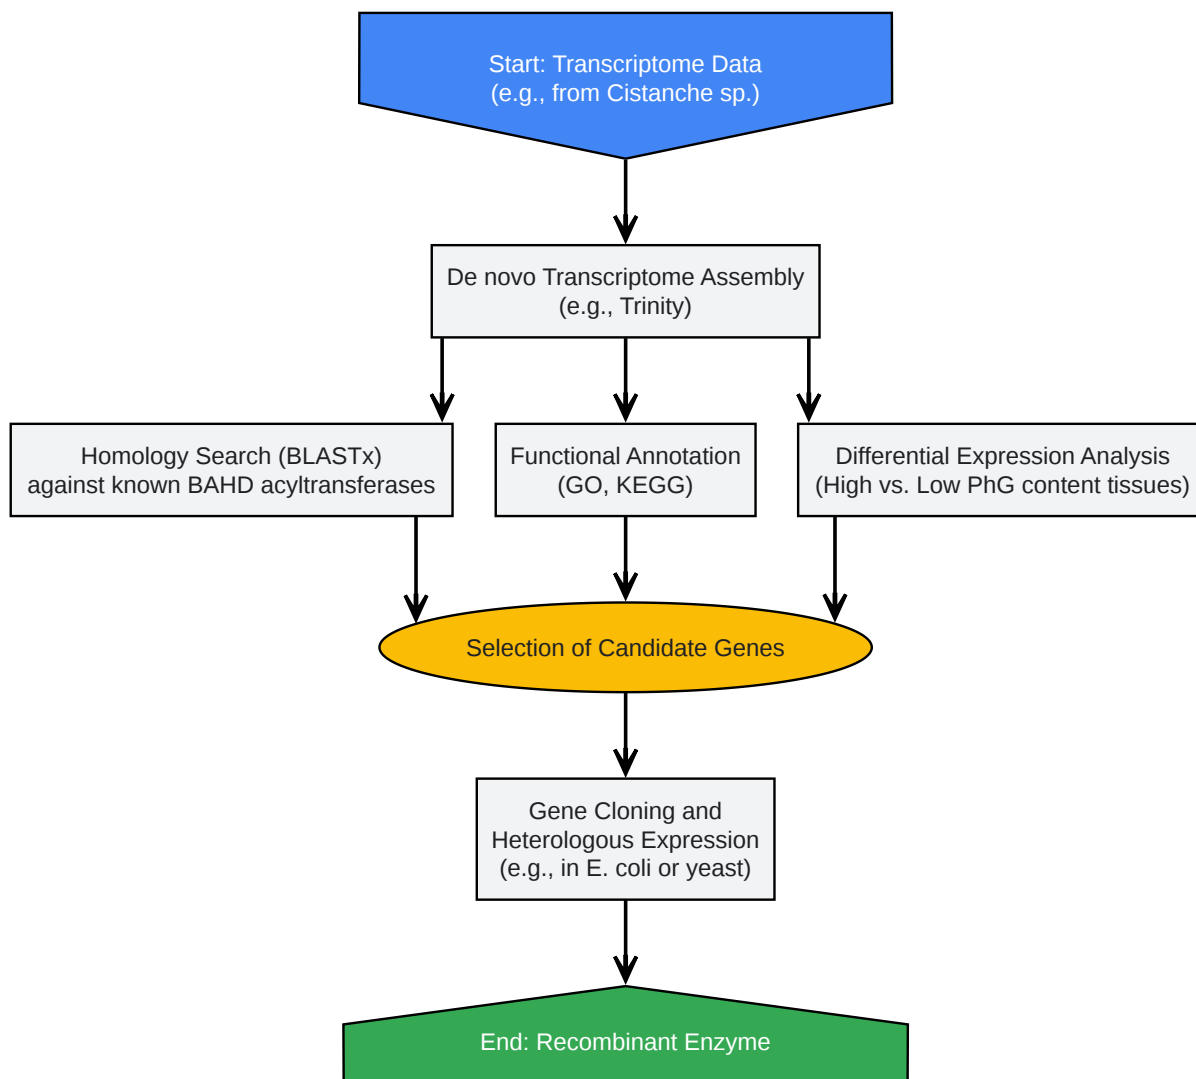 Start: Transcriptome Data
(e.g., from Cistanche sp.)
De novo Transcriptome Assembly
(e.g., Trinity)
Homology Search (BLASTx)
against known BAHD acyltransferases
Functional Annotation
(GO, KEGG)
Differential Expression Analysis
(High vs. Low PhG content tissues)
Selection of Candidate Genes
Gene Cloning and
Heterologous Expression
(e.g., in E. coli or yeast)
End: Recombinant Enzyme